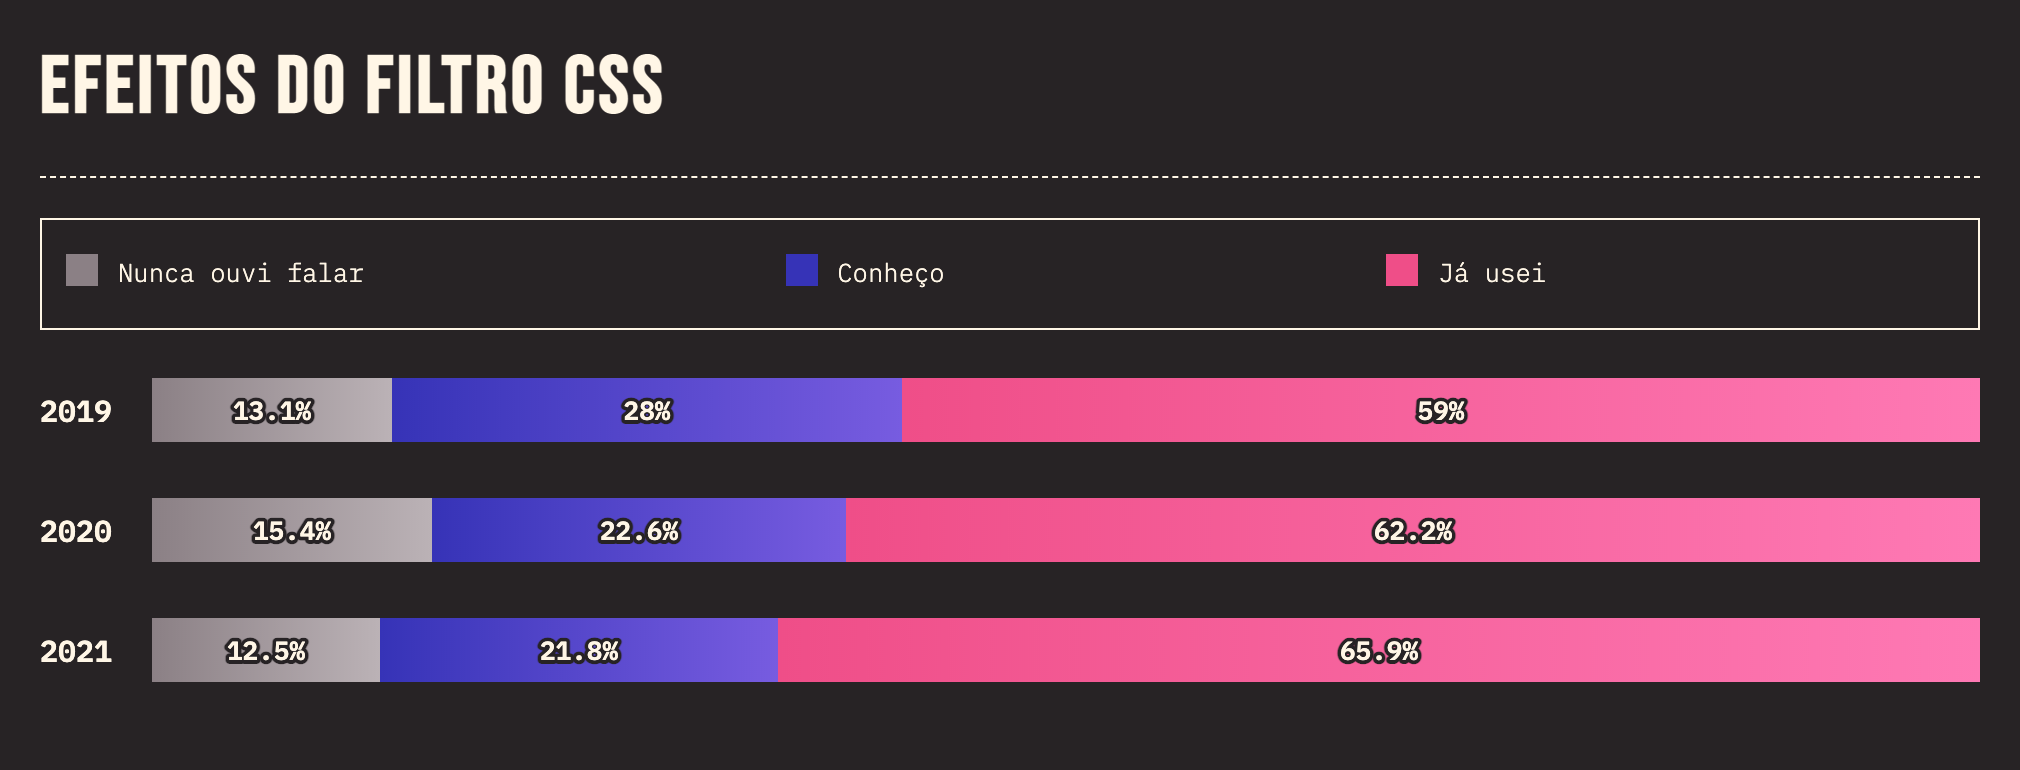 EFEITOS DO FILTRO CSS
Nunca ouvi falar Conheço Já usei
2019 13.1% 28% 59%
2020 15.4% 22.6% 62.2%
2021 12.5% 21.8% 65.9%